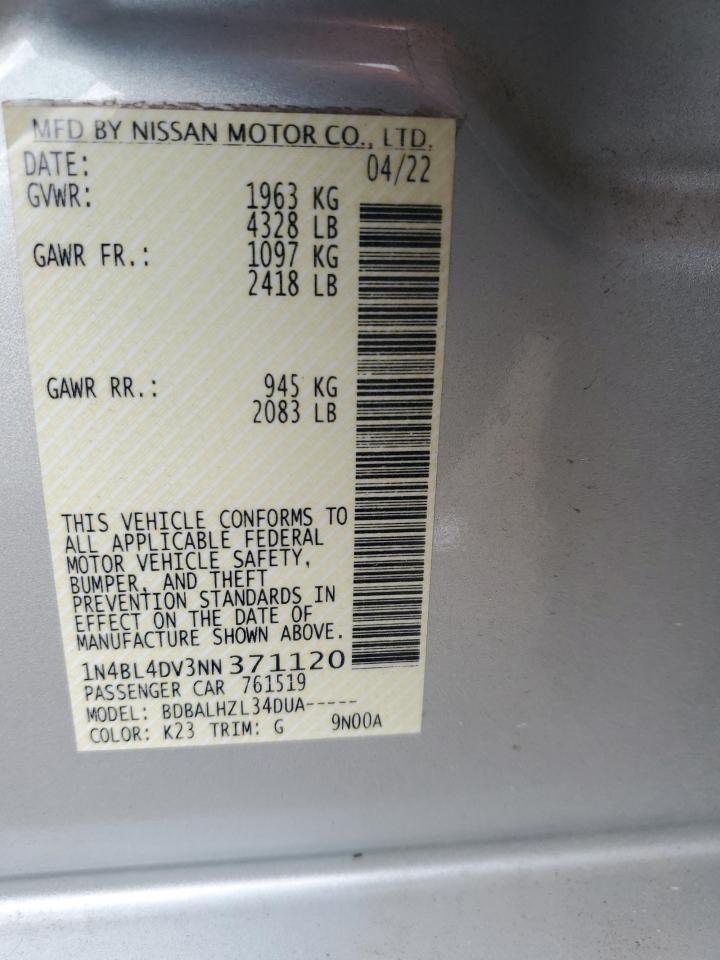 MFD BY NISSAN MOTOR CO., LTD.
DATE: 04/22
GVWR: 1963 KG
4328 LB
GAWR FR.: 1097 KG
2418 LB
GAWR RR.: 945 KG
2083 LB
THIS VEHICLE CONFORMS TO
ALL APPLICABLE FEDERAL
MOTOR VEHICLE SAFETY,
BUMPER, AND THEFT
PREVENTION STANDARDS IN
EFFECT ON THE DATE OF
MANUFACTURE SHOWN ABOVE.
1N4BL4DV3NN371120
PASSENGER CAR 761519
MODEL: BDBALHZL34DUA-----
COLOR: K23 TRIM: G 9N00A